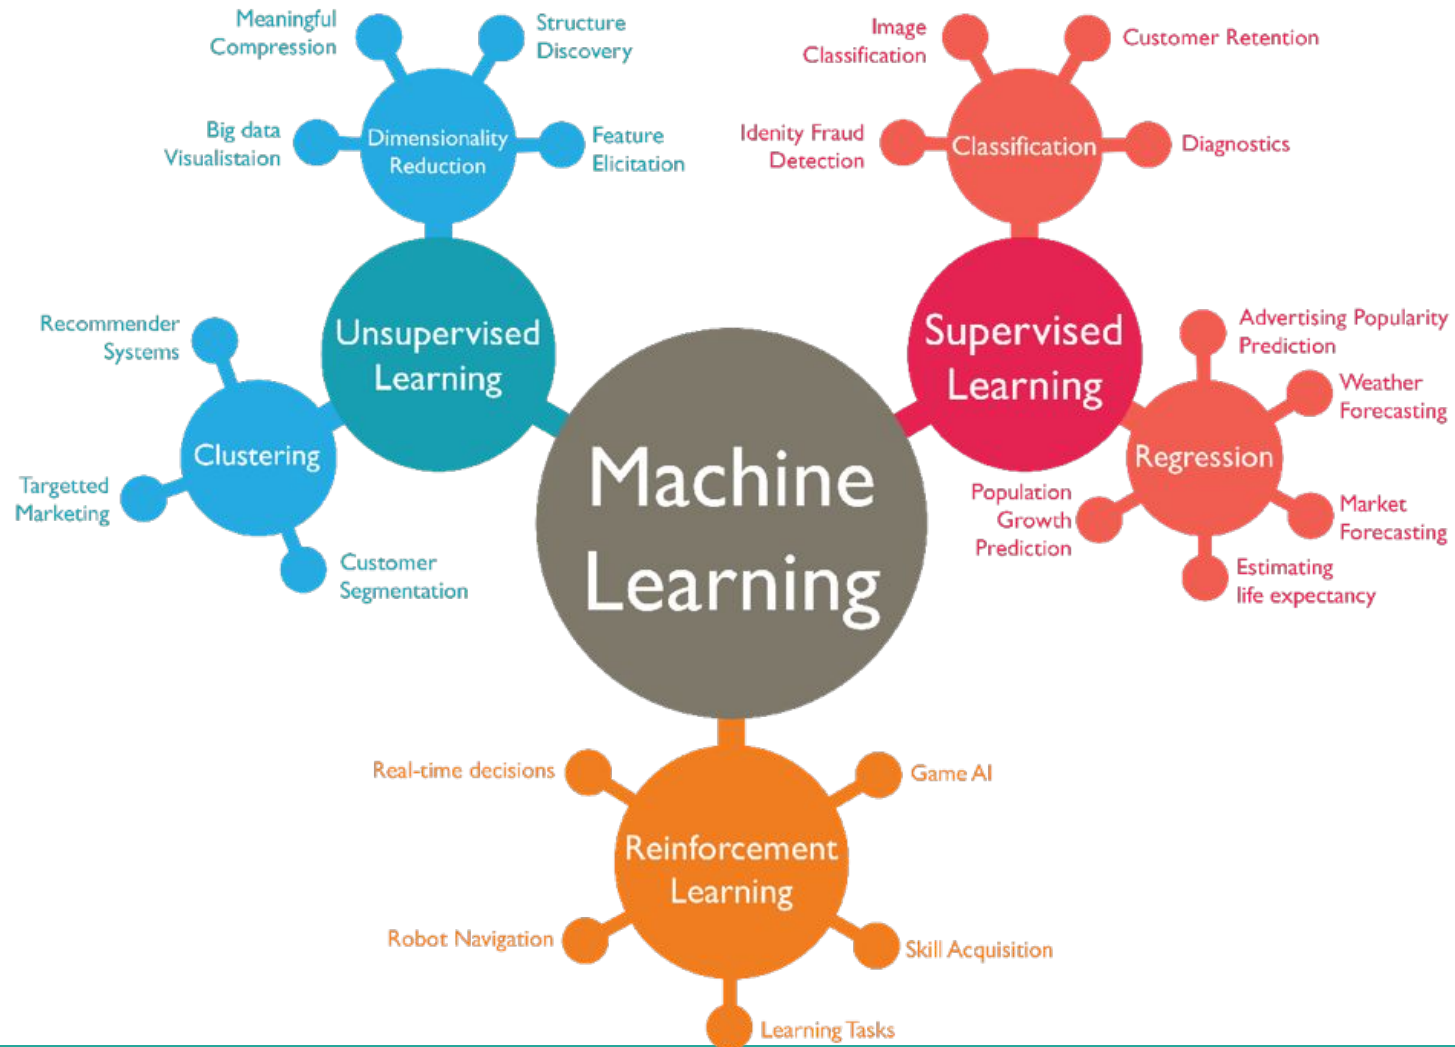 Meaningful
Compression
Structure
Discovery
Big data
Visualistaion
Dimensionality
Reduction
Feature
Elicitation
Image
Classification
Customer Retention
Idenity Fraud
Detection
Classification
Diagnostics
Unsupervised
Learning
Supervised
Learning
Recommender
Systems
Clustering
Targetted
Marketing
Customer
Segmentation
Advertising Popularity
Prediction
Weather
Forecasting
Regression
Population
Growth
Prediction
Market
Forecasting
Estimating
life expectancy
Machine
Learning
Real-time decisions
Game AI
Reinforcement
Learning
Robot Navigation
Skill Acquisition
Learning Tasks